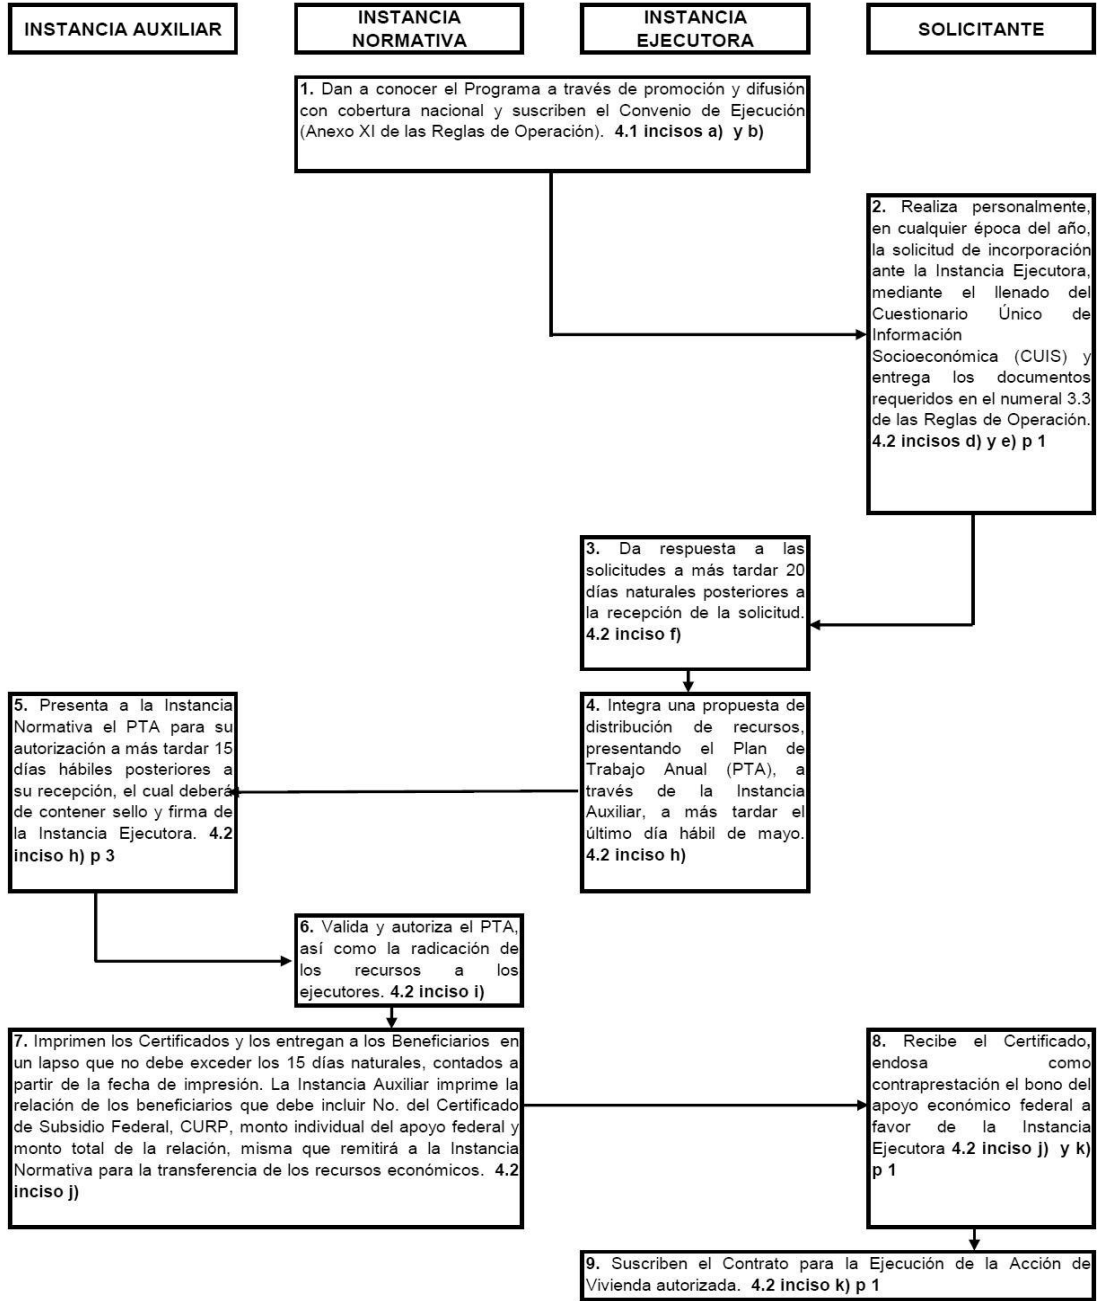 INSTANCIA AUXILIAR
INSTANCIA
NORMATIVA
INSTANCIA
EJECUTORA
SOLICITANTE
1. Dan a conocer el Programa a través de promoción y difusión
con cobertura nacional y suscriben el Convenio de Ejecución
(Anexo XI de las Reglas de Operación). 4.1 incisos a) y b)
2. Realiza personalmente,
en cualquier época del año,
la solicitud de incorporación
ante la Instancia Ejecutora,
mediante el llenado del
Cuestionario Único de
Información
Socioeconómica (CUIS) y
entrega los documentos
requeridos en el numeral 3.3
de las Reglas de Operación.
4.2 incisos d) y e) p 1
3. Da respuesta a las
solicitudes a más tardar 20
días naturales posteriores a
la recepción de la solicitud.
4.2 inciso f)
4. Integra una propuesta de
distribución de recursos,
presentando el Plan de
Trabajo Anual (PTA), a
través de la Instancia
Auxiliar, a más tardar el
último día hábil de mayo.
4.2 inciso h)
5. Presenta a la Instancia
Normativa el PTA para su
autorización a más tardar 15
días hábiles posteriores a
su recepción, el cual deberá
de contener sello y firma de
la Instancia Ejecutora. 4.2
inciso h) p 3
6. Valida y autoriza el PTA,
así como la radicación de
los recursos a los
ejecutores. 4.2 inciso i)
7. Imprimen los Certificados y los entregan a los Beneficiarios en
un lapso que no debe exceder los 15 días naturales, contados a
partir de la fecha de impresión. La Instancia Auxiliar imprime la
relación de los beneficiarios que debe incluir No. del Certificado
de Subsidio Federal, CURP, monto individual del apoyo federal y
monto total de la relación, misma que remitirá a la Instancia
Normativa para la transferencia de los recursos económicos. 4.2
inciso j)
8. Recibe el Certificado,
endosa como
contraprestación el bono del
apoyo económico federal a
favor de la Instancia
Ejecutora 4.2 inciso j) y k)
p 1
9. Suscriben el Contrato para la Ejecución de la Acción de
Vivienda autorizada. 4.2 inciso k) p 1